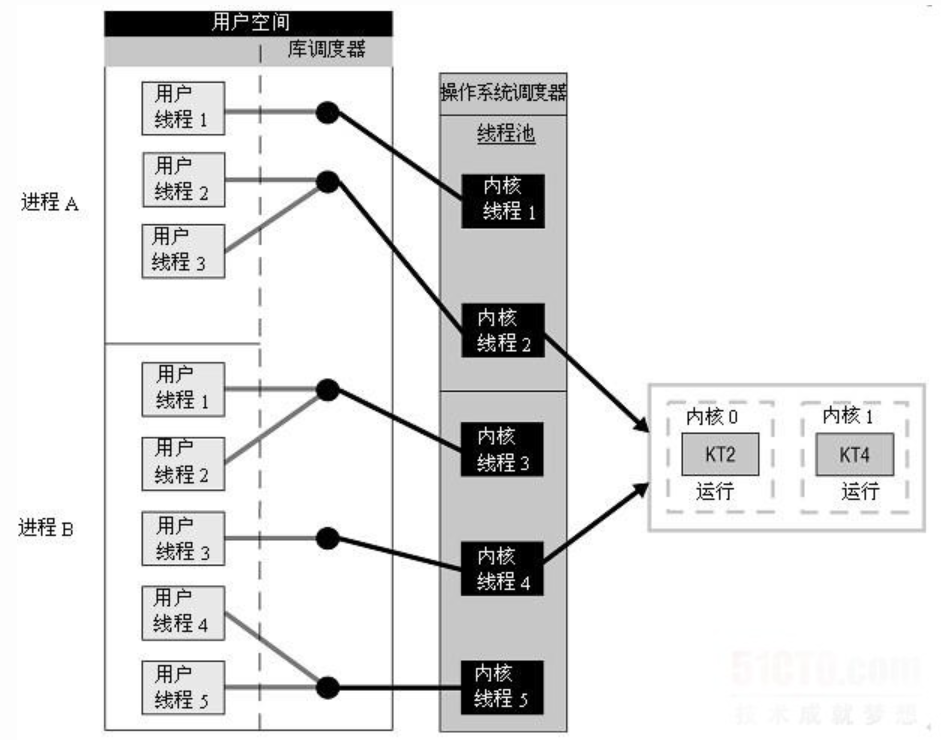 用户空间
库调度器
操作系统调度器
线程池
进程 A
用户
线程 1
用户
线程 2
用户
线程 3
内核
线程 1
内核
线程 2
进程 B
用户
线程 1
用户
线程 2
用户
线程 3
用户
线程 4
用户
线程 5
内核
线程 3
内核
线程 4
内核
线程 5
内核 0
KT2
运行
内核 1
KT4
运行
51CTO.com
技术成就梦想